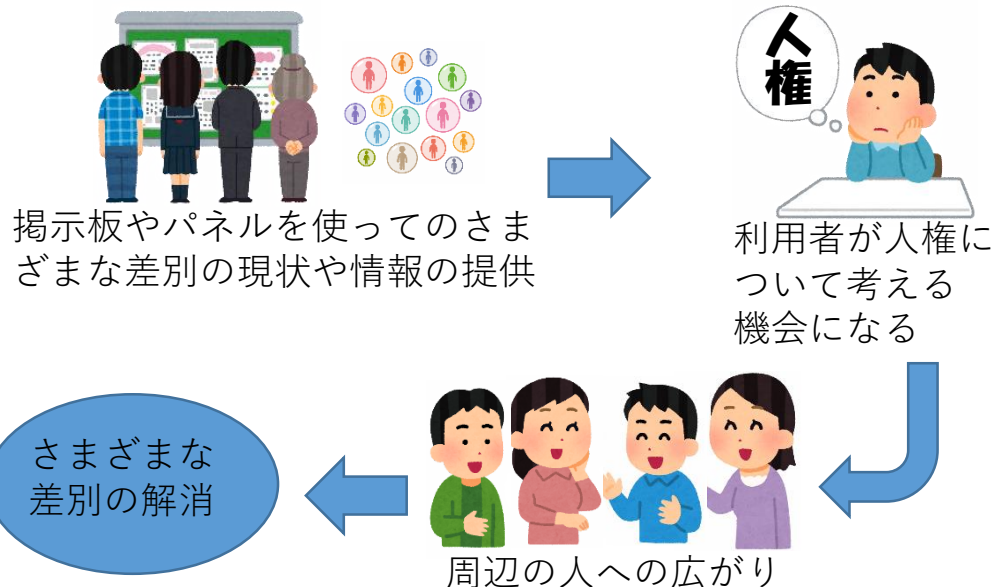 人権
掲示板やパネルを使ってのさま
ざまな差別の現状や情報の提供
利用者が人権に
ついて考える
機会になる
周辺の人への広がり
さまざまな
差別の解消